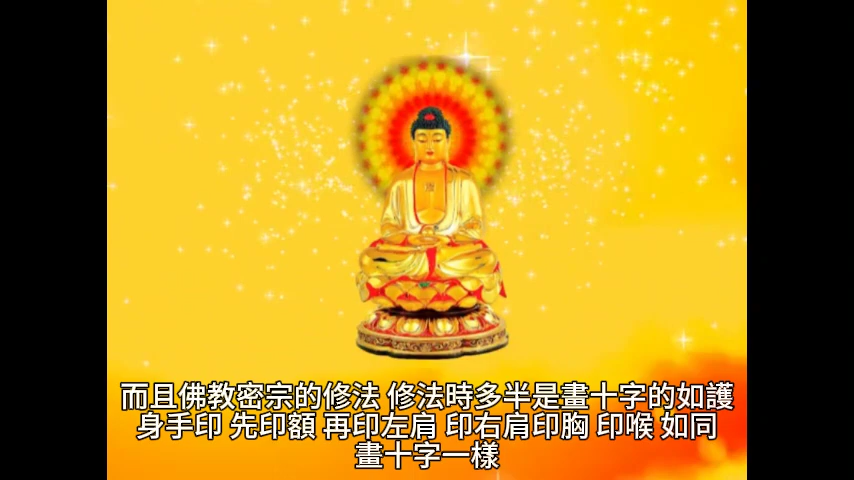 而且佛教密宗的修法 修法時多半是畫十字的如護
身手印 先印額 再印左肩 印右肩印胸 印喉 如同
畫十字一樣